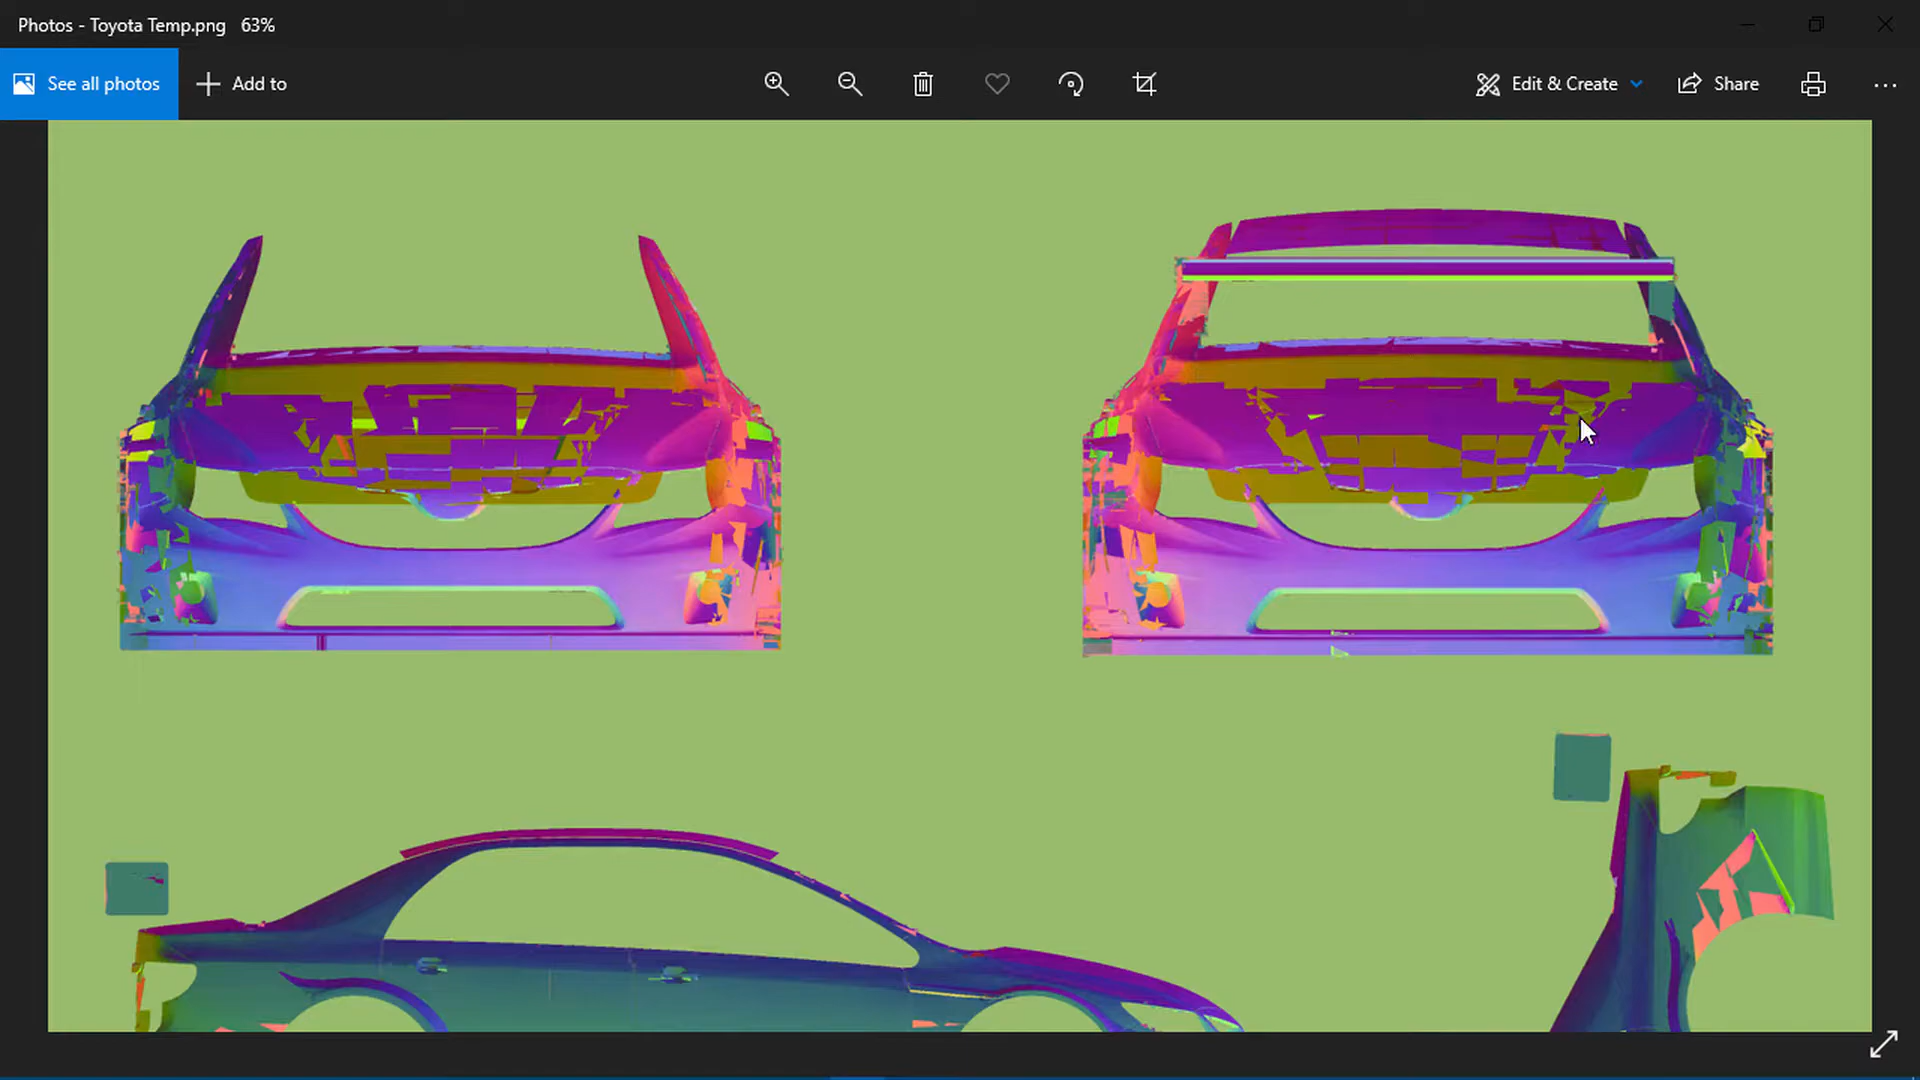 Photos - Toyota Temp.png 63%
See all photos
Add to
Edit & Create
Share